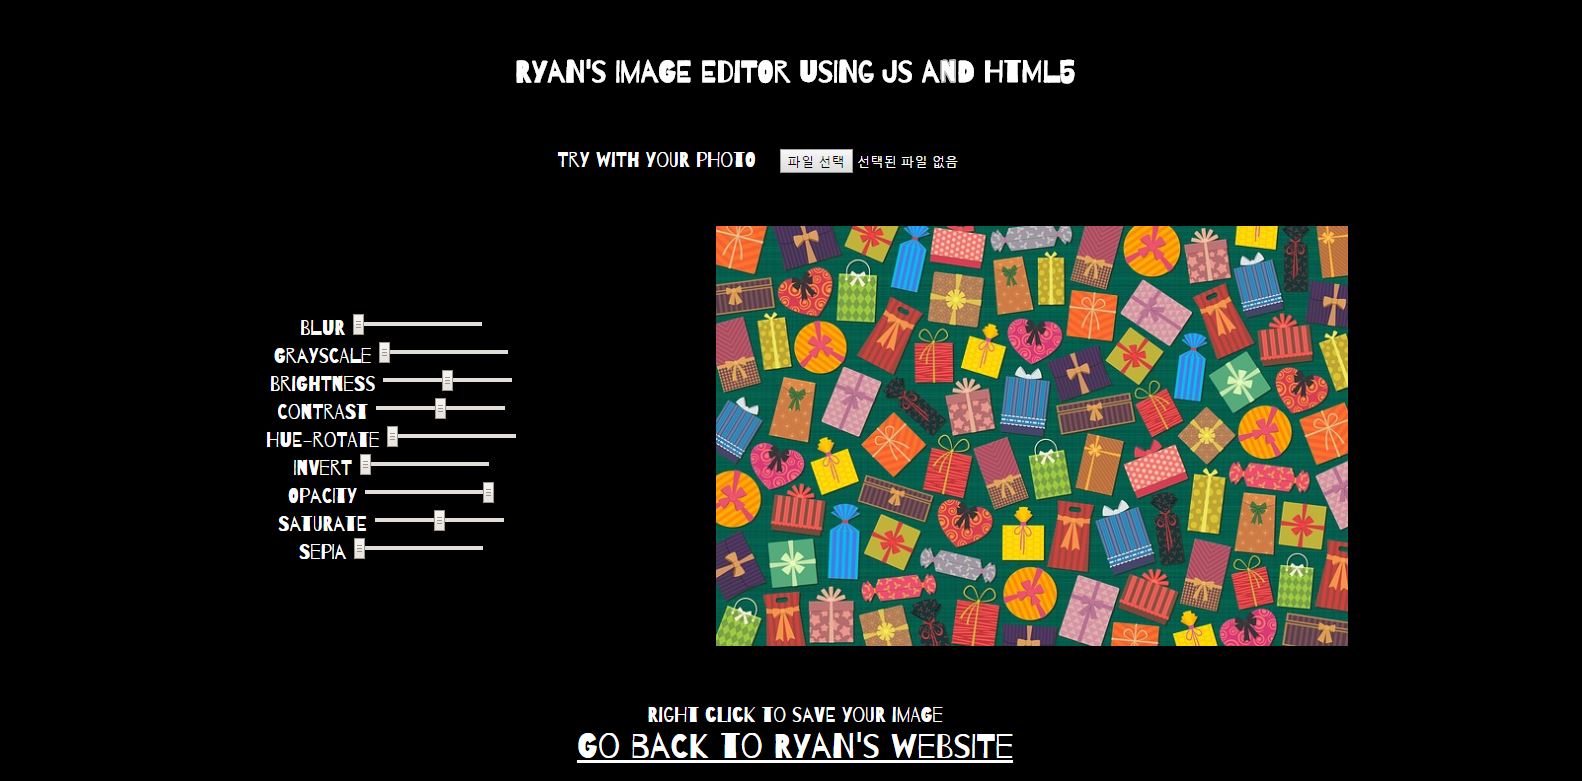 RYAN'S IMAGE EDITOR USING JS AND HTML5
TRY WITH YOUR PHOTO 파일 선택 선택된 파일 없음
BLUR
GRAYSCALE
BRIGHTNESS
CONTRAST
HUE-ROTATE
INVERT
OPACITY
SATURATE
SEPIA
RIGHT CLICK TO SAVE YOUR IMAGE
GO BACK TO RYAN'S WEBSITE